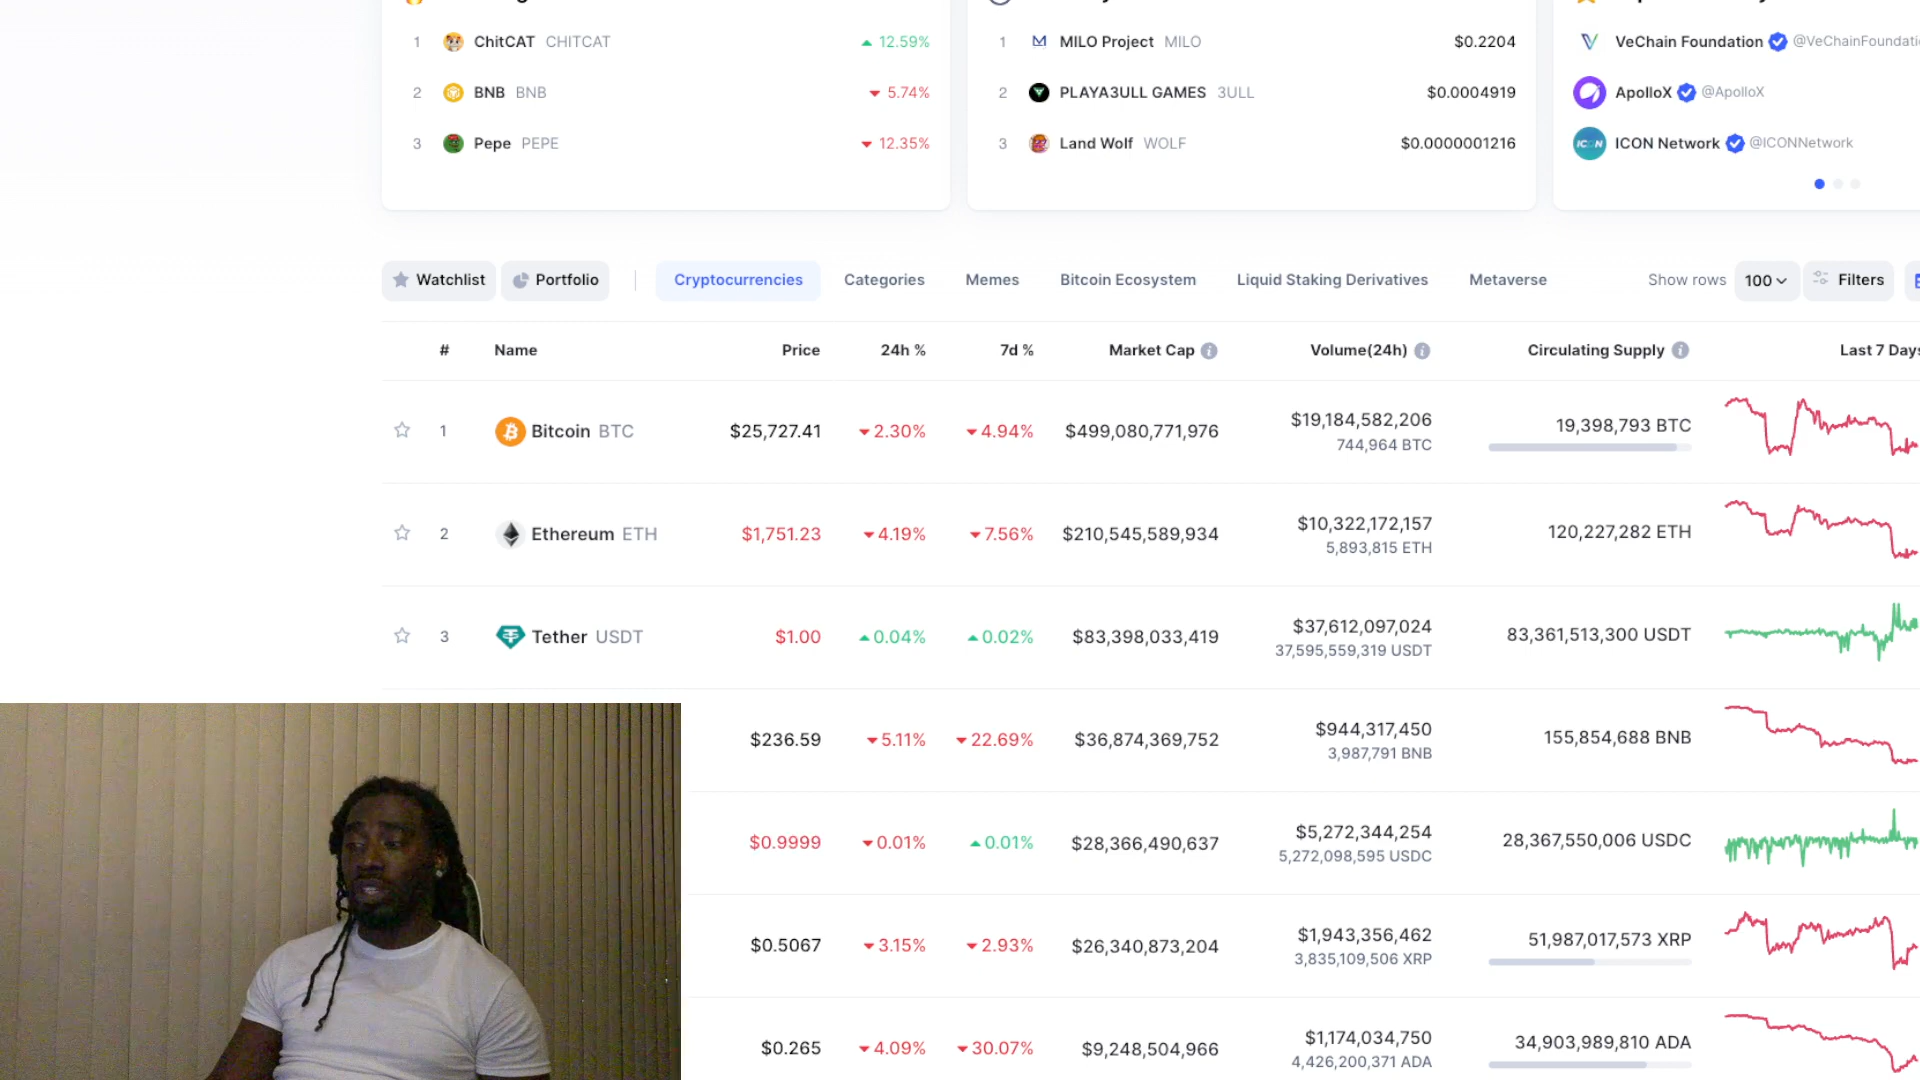 1 ChitCAT CHITCAT 12.59%
2 BNB BNB 5.74%
3 Pepe PEPE 12.35%
1 MILO Project MILO $0.2204
2 PLAYA3ULL GAMES 3ULL $0.0004919
3 Land Wolf WOLF $0.0000001216
VeChain Foundation @VeChainFoundati
ApolloX @ApolloX
ICON Network @ICONNetwork
Watchlist Portfolio Cryptocurrencies Categories Memes Bitcoin Ecosystem Liquid Staking Derivatives Metaverse Show rows 100 Filters
# Name Price 24h % 7d % Market Cap Volume(24h) Circulating Supply Last 7 Days
1 Bitcoin BTC $25,727.41 2.30% 4.94% $499,080,771,976 $19,184,582,206 19,398,793 BTC
744,964 BTC
2 Ethereum ETH $1,751.23 4.19% 7.56% $210,545,589,934 $10,322,172,157 120,227,282 ETH
5,893,815 ETH
3 Tether USDT $1.00 0.04% 0.02% $83,398,033,419 $37,612,097,024 83,361,513,300 USDT
37,595,559,319 USDT
$236.59 5.11% 22.69% $36,874,369,752 $944,317,450 155,854,688 BNB
3,987,791 BNB
$0.9999 0.01% 0.01% $28,366,490,637 $5,272,344,254 28,367,550,006 USDC
5,272,098,595 USDC
$0.5067 3.15% 2.93% $26,340,873,204 $1,943,356,462 51,987,017,573 XRP
3,835,109,506 XRP
$0.265 4.09% 30.07% $9,248,504,966 $1,174,034,750 34,903,989,810 ADA
4,426,200,371 ADA